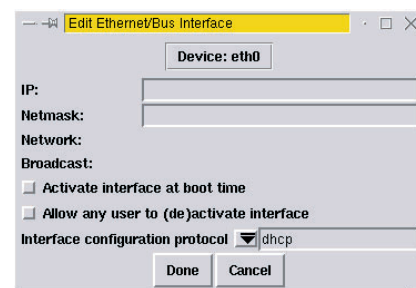 Edit Ethernet/Bus Interface
Device: eth0
IP:
Netmask:
Network:
Broadcast:
Activate interface at boot time
Allow any user to (de)activate interface
Interface configuration protocol dhcp
Done Cancel